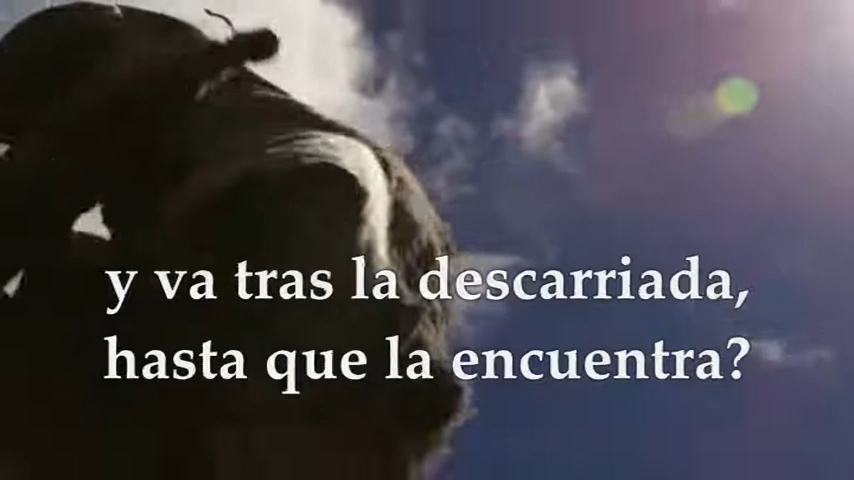 y va tras la descarriada,
hasta que la encuentra?